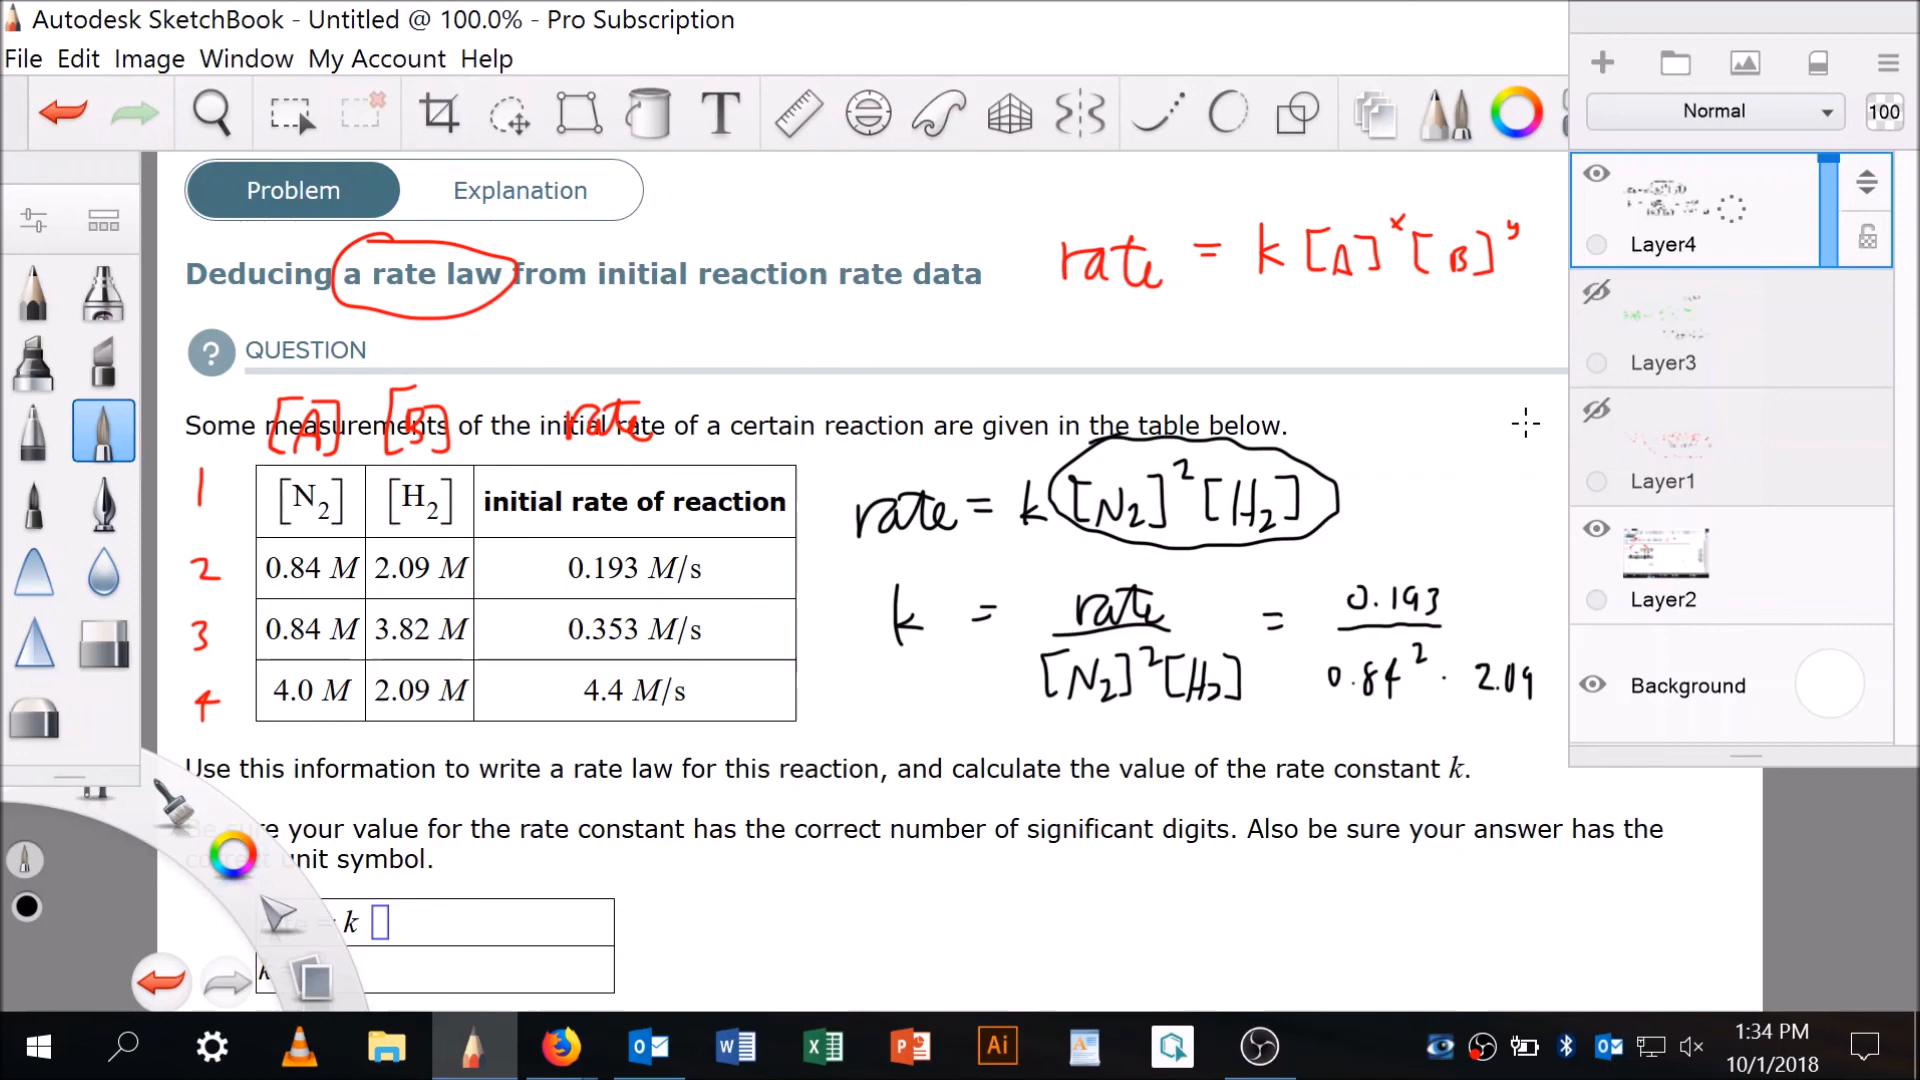 Autodesk SketchBook - Untitled @ 100.0% - Pro Subscription
File Edit Image Window My Account Help
Normal
100
Problem
Explanation
Layer4
rate = k[A]^x[B]^y
Deducing a rate law from initial reaction rate data
Layer3
? QUESTION
[A] [B] rate
Some measurements of the initial rate of a certain reaction are given in the table below.
Layer1
1 [N2] [H2] initial rate of reaction
rate = k[N2]^2[H2]
2 0.84 M 2.09 M 0.193 M/s
3 0.84 M 3.82 M 0.353 M/s
4 4.0 M 2.09 M 4.4 M/s
k = rate / [N2]^2[H2] = 0.193 / 0.84^2 · 2.09
Layer2
Background
Use this information to write a rate law for this reaction, and calculate the value of the rate constant k.
Be sure your value for the rate constant has the correct number of significant digits. Also be sure your answer has the
correct unit symbol.
= k
k
Ai
1:34 PM
10/1/2018